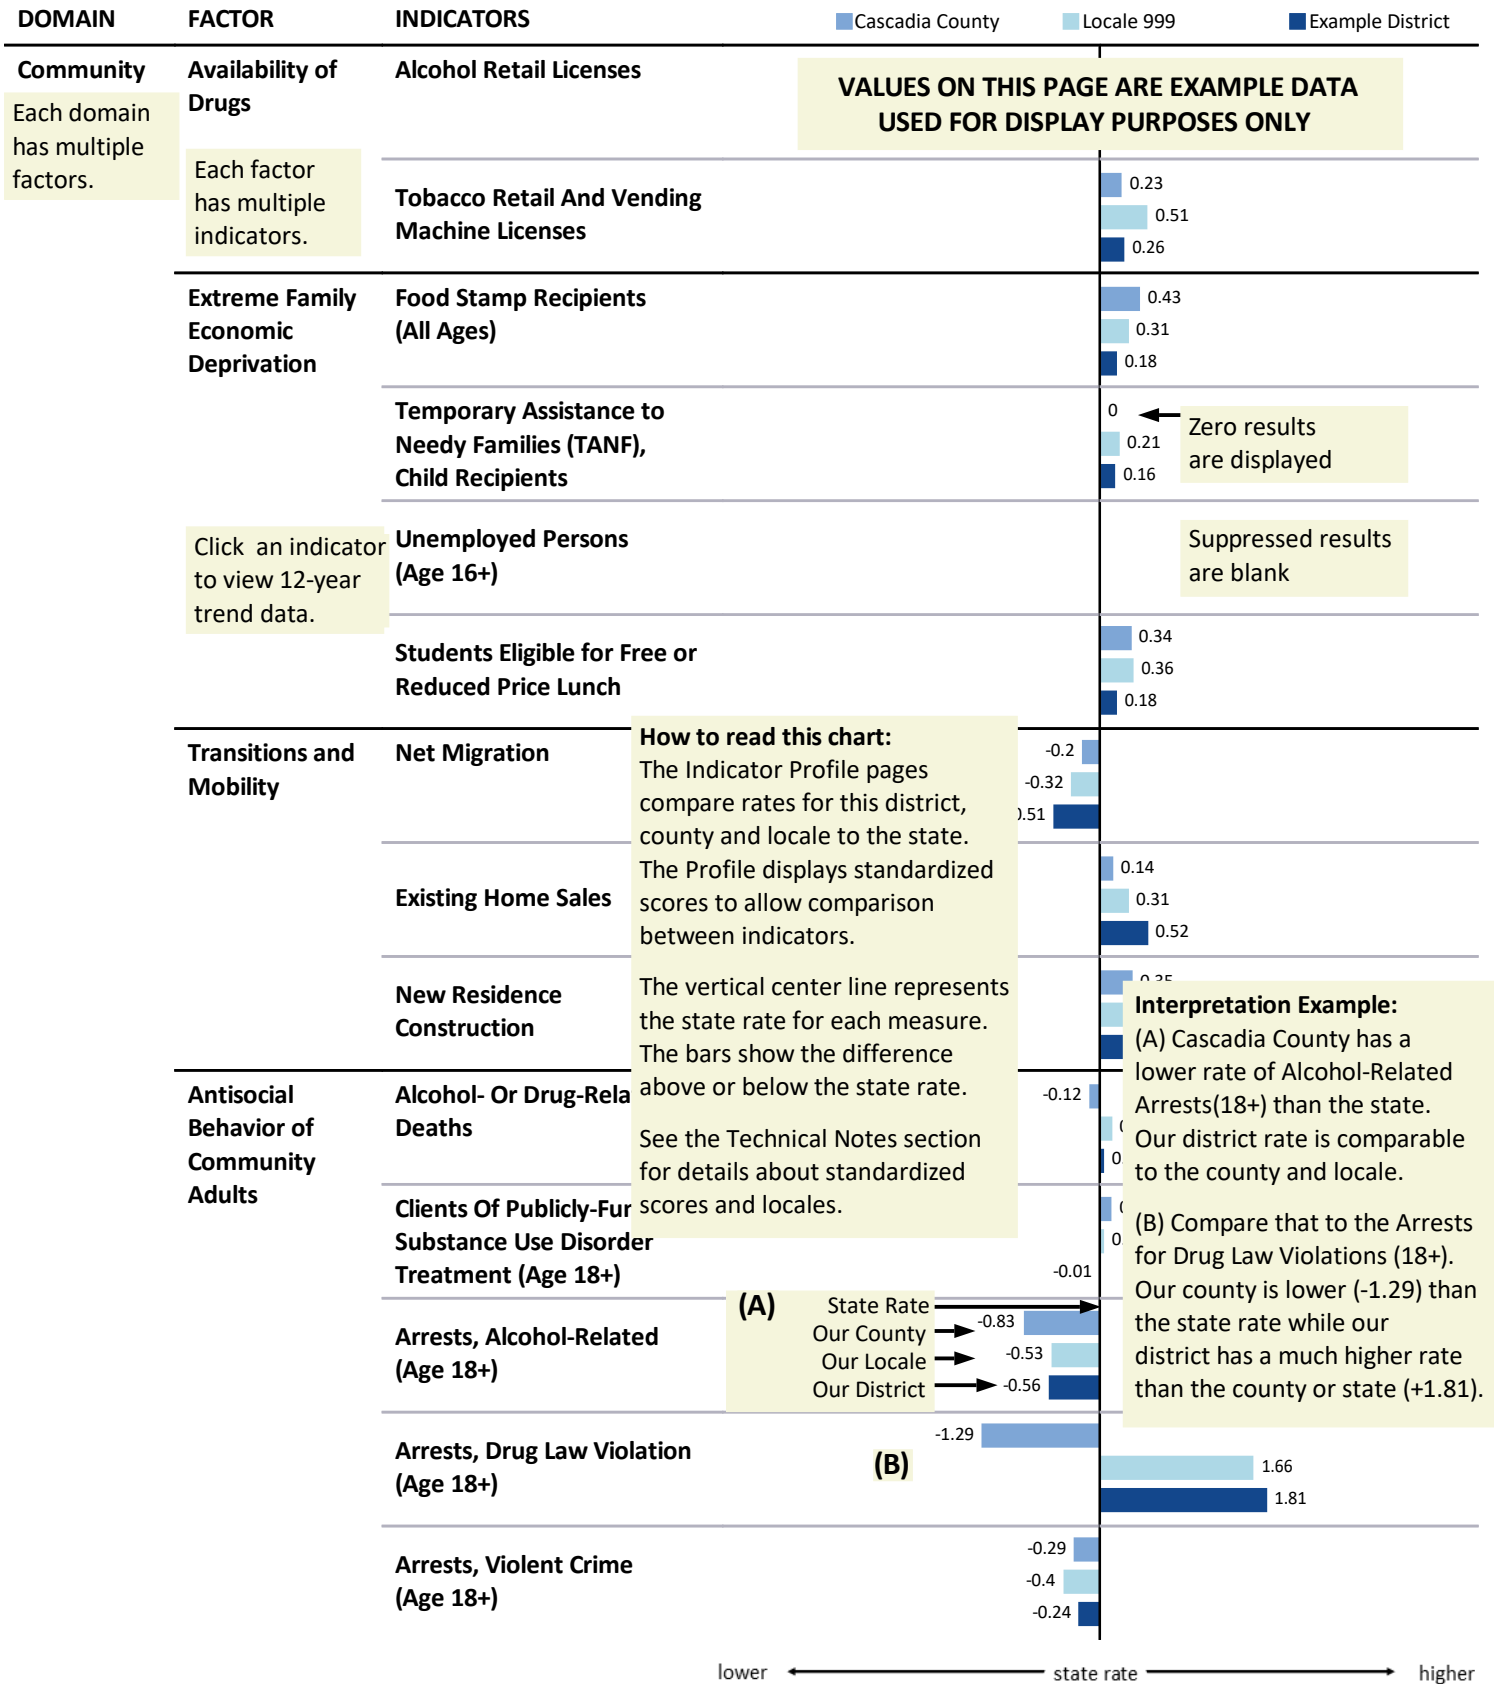 DOMAIN FACTOR INDICATORS Cascadia County Locale 999 Example District
Community
Each domain
has multiple
factors.
Availability of
Drugs
Each factor
has multiple
indicators.
Alcohol Retail Licenses
VALUES ON THIS PAGE ARE EXAMPLE DATA
USED FOR DISPLAY PURPOSES ONLY
Tobacco Retail And Vending
Machine Licenses
0.23
0.51
0.26
Extreme Family
Economic
Deprivation
Food Stamp Recipients
(All Ages)
0.43
0.31
0.18
Temporary Assistance to
Needy Families (TANF),
Child Recipients
0
0.21
0.16
Zero results
are displayed
Click an indicator
to view 12-year
trend data.
Unemployed Persons
(Age 16+)
Suppressed results
are blank
Students Eligible for Free or
Reduced Price Lunch
0.34
0.36
0.18
Transitions and
Mobility
Net Migration
-0.2
-0.32
.51
How to read this chart:
The Indicator Profile pages
compare rates for this district,
county and locale to the state.
The Profile displays standardized
scores to allow comparison
between indicators.
The vertical center line represents
the state rate for each measure.
The bars show the difference
above or below the state rate.
See the Technical Notes section
for details about standardized
scores and locales.
Existing Home Sales
0.14
0.31
0.52
New Residence
Construction
Interpretation Example:
(A) Cascadia County has a
lower rate of Alcohol-Related
Arrests(18+) than the state.
Our district rate is comparable
to the county and locale.
(B) Compare that to the Arrests
for Drug Law Violations (18+).
Our county is lower (-1.29) than
the state rate while our
district has a much higher rate
than the county or state (+1.81).
Antisocial
Behavior of
Community
Adults
Alcohol- Or Drug-Rela
Deaths
-0.12
0.
Clients Of Publicly-Fu
Substance Use Disorder
Treatment (Age 18+)
0.
-0.01
Arrests, Alcohol-Related
(Age 18+)
(A) State Rate
Our County -0.83
Our Locale -0.53
Our District -0.56
Arrests, Drug Law Violation
(Age 18+)
-1.29
(B)
1.66
1.81
Arrests, Violent Crime
(Age 18+)
-0.29
-0.4
-0.24
lower state rate higher